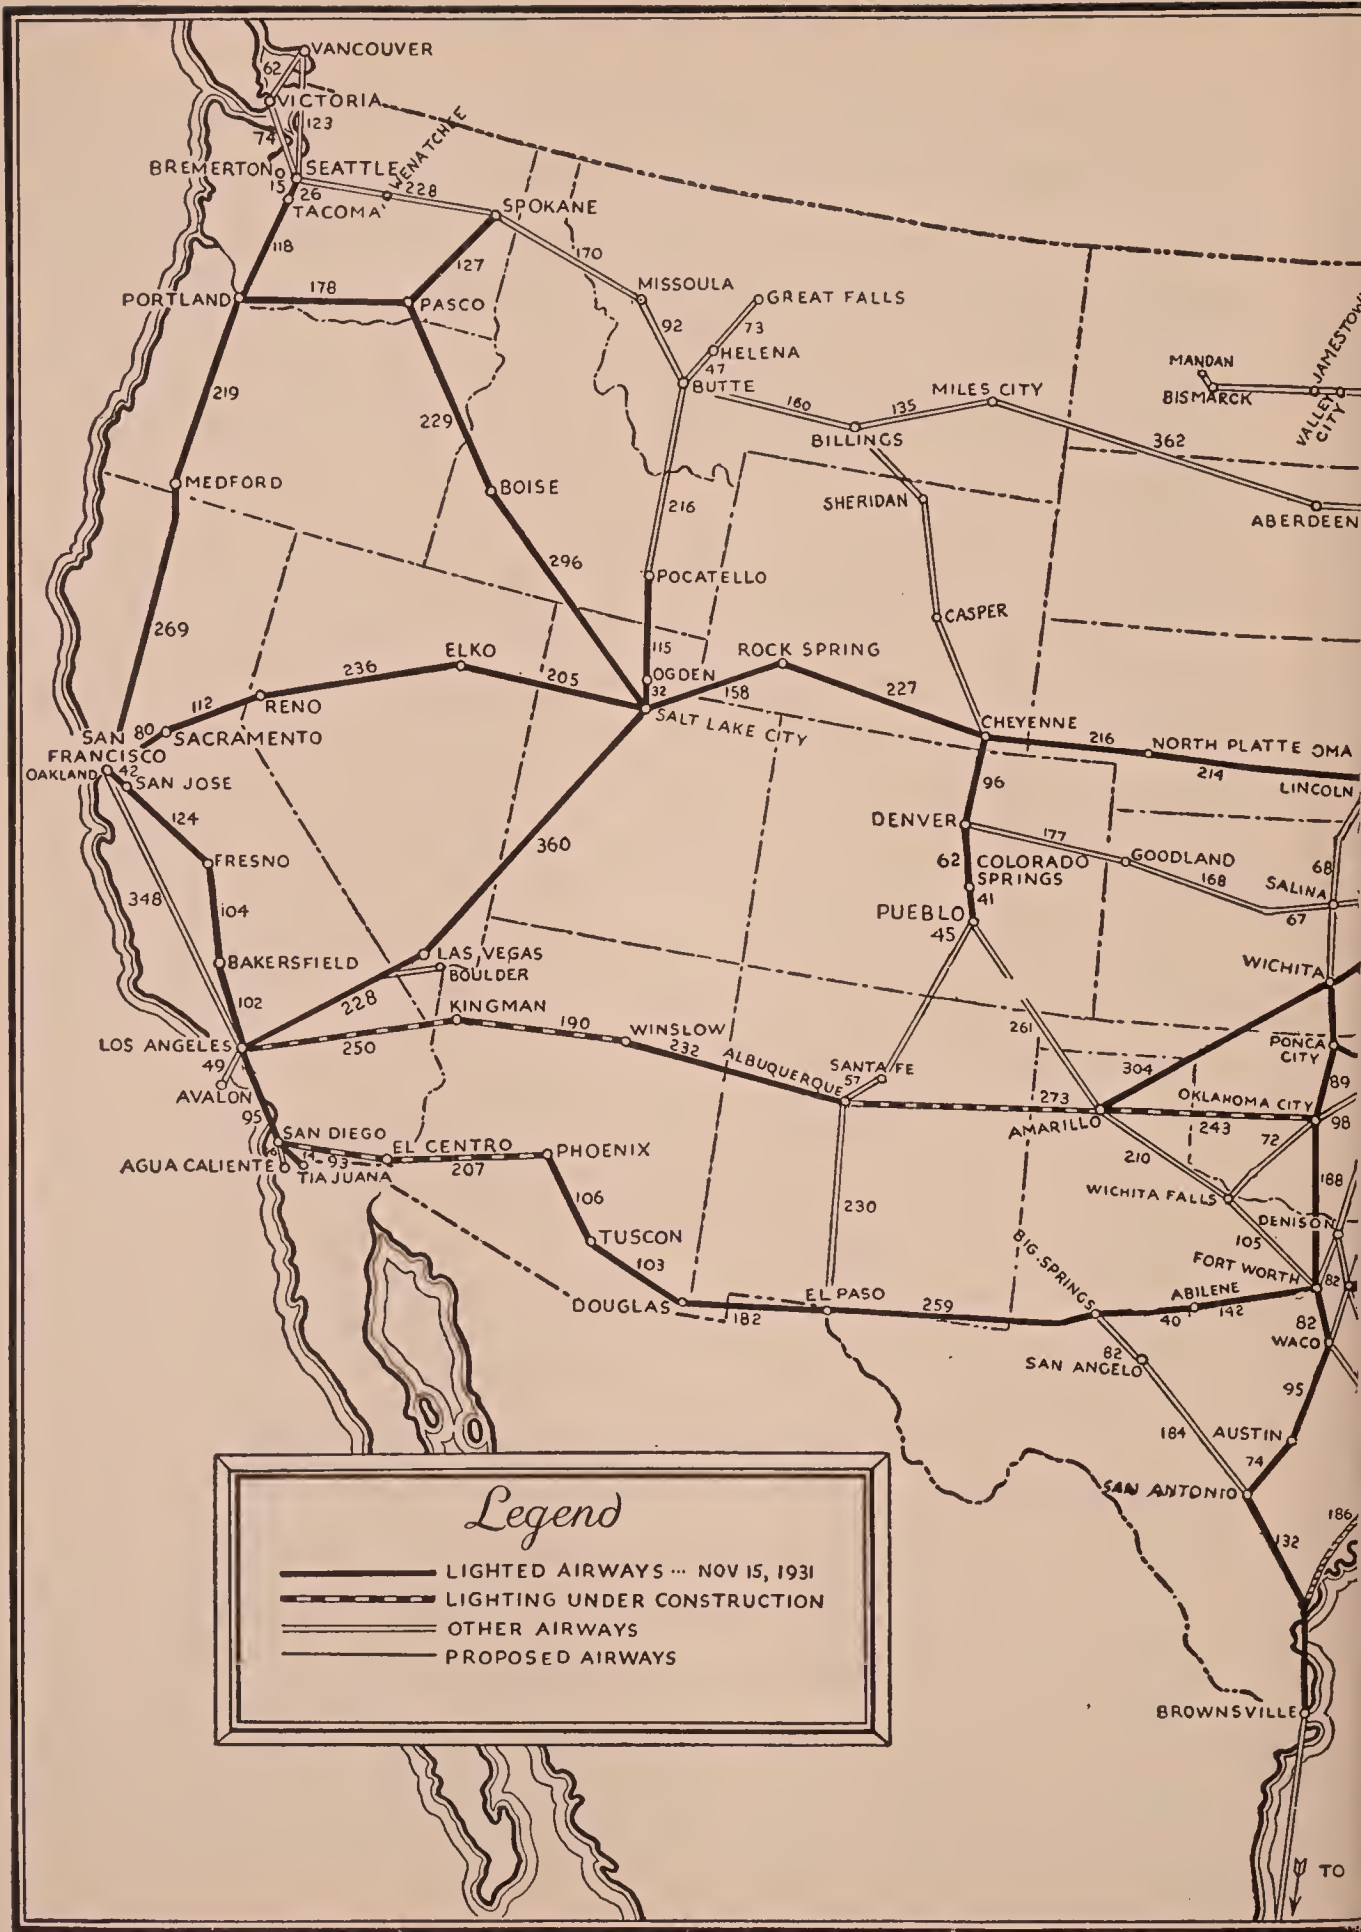 VANCOUVER
62
VICTORIA
123
74
WENATCHEE
BREMERTON
SEATTLE
15
228
26
TACOMA
SPOKANE
118
170
127
MISSOULA
178
GREAT FALLS
PORTLAND
PASCO
92
73
HELENA
47
BUTTE
JAMESTOWN
MANDAN
BISMARCK
VALLEY
CITY
MILES CITY
219
160
135
229
BILLINGS
362
MEDFORD
BOISE
SHERIDAN
216
ABERDEEN
296
POCATELLO
CASPER
269
ELKO
115
ROCK SPRING
236
205
OGDEN
32
158
227
112
RENO
SALT LAKE CITY
CHEYENNE
SAN
FRANCISCO
80
SACRAMENTO
216
NORTH PLATTE
OMA
OAKLAND
42
SAN JOSE
96
214
LINCOLN
124
DENVER
177
360
FRESNO
62
COLORADO
SPRINGS
GOODLAND
168
68
348
41
SALINA
104
PUEBLO
45
67
BAKERSFIELD
LAS VEGAS
BOULDER
WICHITA
102
228
KINGMAN
190
261
LOS ANGELES
250
WINSLOW
232
PONCA
CITY
49
ALBUQUERQUE
SANTA FE
57
304
89
AVALON
273
OKLAHOMA CITY
95
AMARILLO
243
72
98
SAN DIEGO
EL CENTRO
PHOENIX
AGUA CALIENTE
16
14
93
207
210
TIA JUANA
WICHITA FALLS
188
106
230
DENISON
TUSCON
BIG SPRINGS
105
103
FORT WORTH
82
DOUGLAS
EL PASO
ABILENE
182
259
40
142
82
WACO
82
SAN ANGELO
95
184
AUSTIN
74
SAN ANTONIO
186
132
Legend
LIGHTED AIRWAYS ··· NOV 15, 1931
LIGHTING UNDER CONSTRUCTION
OTHER AIRWAYS
PROPOSED AIRWAYS
BROWNSVILLE
TO